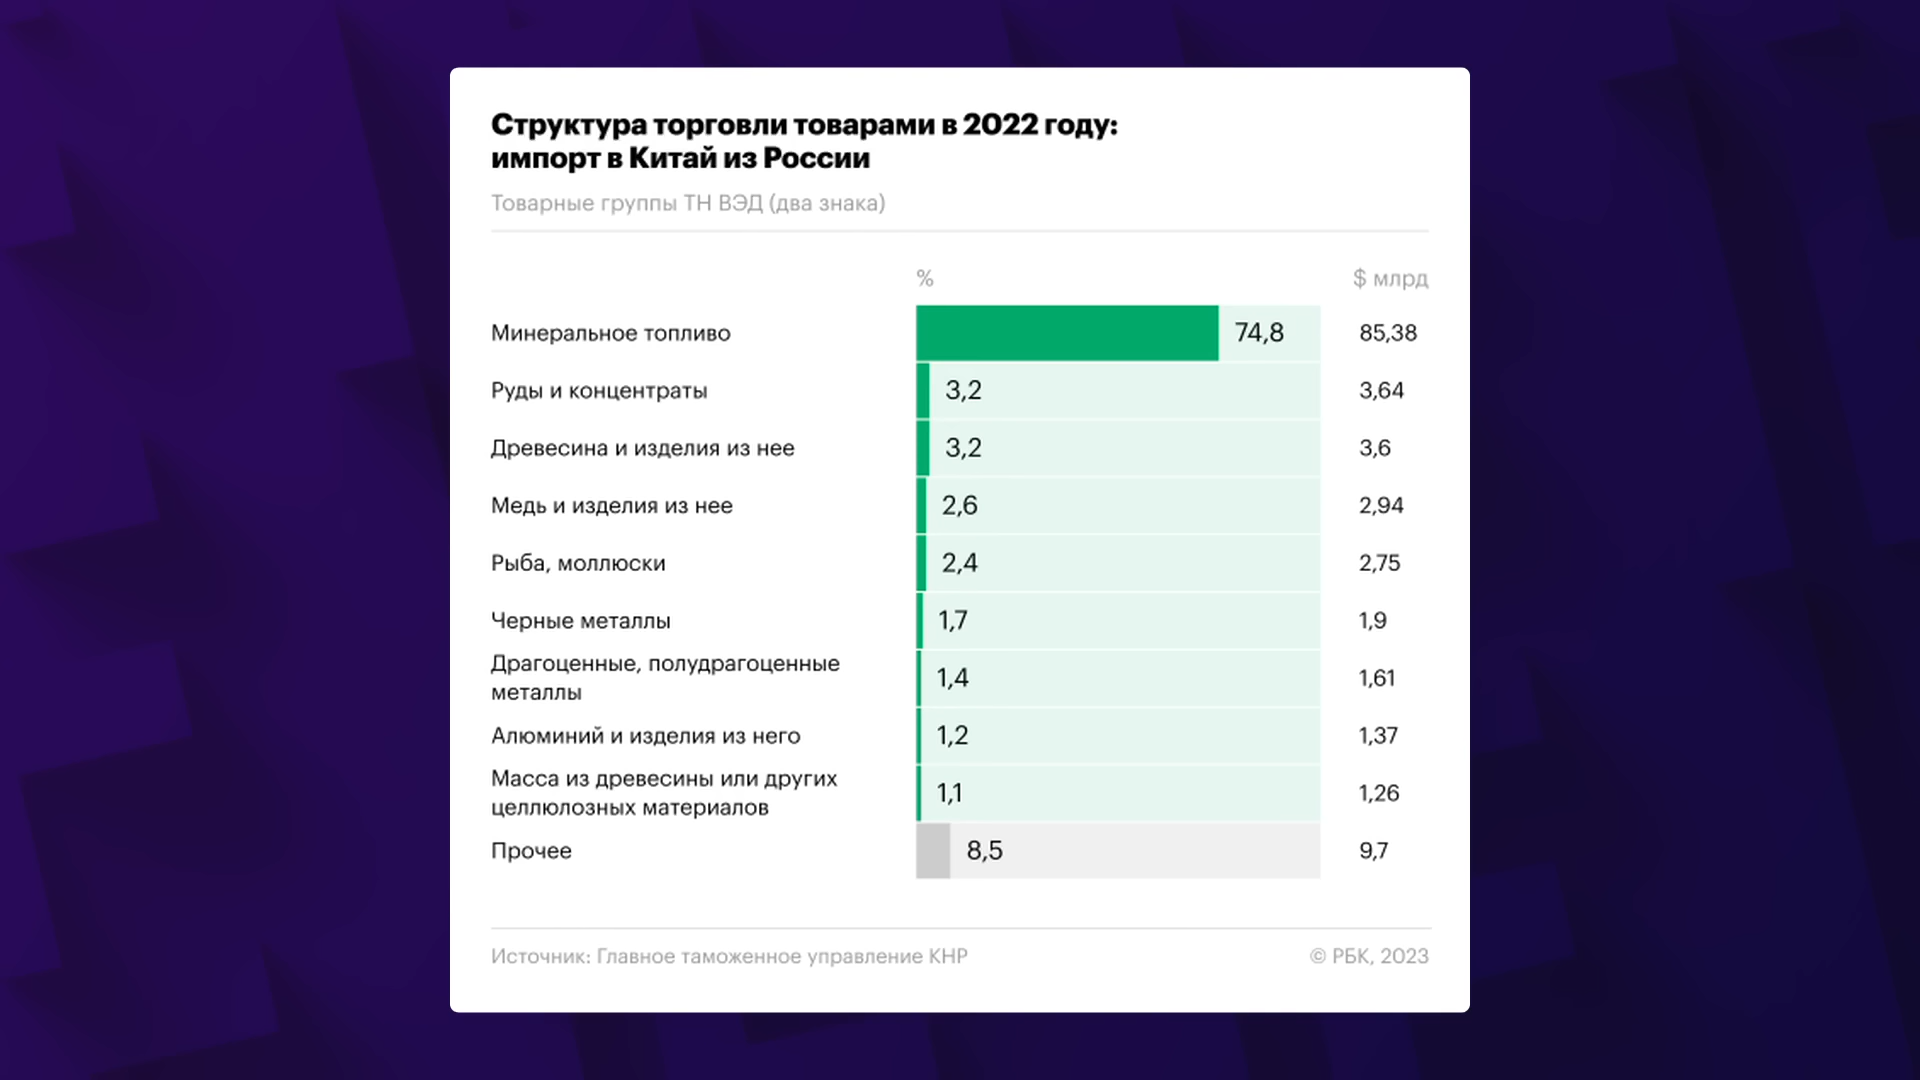 Структура торговли товарами в 2022 году:
импорт в Китай из России
Товарные группы ТН ВЭД (два знака)
% $ млрд
Минеральное топливо 74,8 85,38
Руды и концентраты 3,2 3,64
Древесина и изделия из нее 3,2 3,6
Медь и изделия из нее 2,6 2,94
Рыба, моллюски 2,4 2,75
Черные металлы 1,7 1,9
Драгоценные, полудрагоценные
металлы 1,4 1,61
Алюминий и изделия из него 1,2 1,37
Масса из древесины или других
целлюлозных материалов 1,1 1,26
Прочее 8,5 9,7
Источник: Главное таможенное управление КНР © РБК, 2023